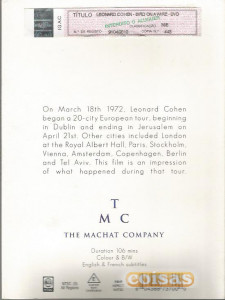 IGAC
TÍTULO LEONARD COHEN - BIRD ON A WIRE - DVD
On March 18th 1972, Leonard Cohen
began a 20-city European tour, beginning
in Dublin and ending in Jerusalem on
April 21st. Other cities included London
at the Royal Albert Hall, Paris, Stockholm,
Vienna, Amsterdam, Copenhagen, Berlin
and Tel Aviv. This film is an impression
of what happened during that tour.
T
M C
THE MACHAT COMPANY
Duration 106 mins
Colour & B/W
English & French subtitles
coisas